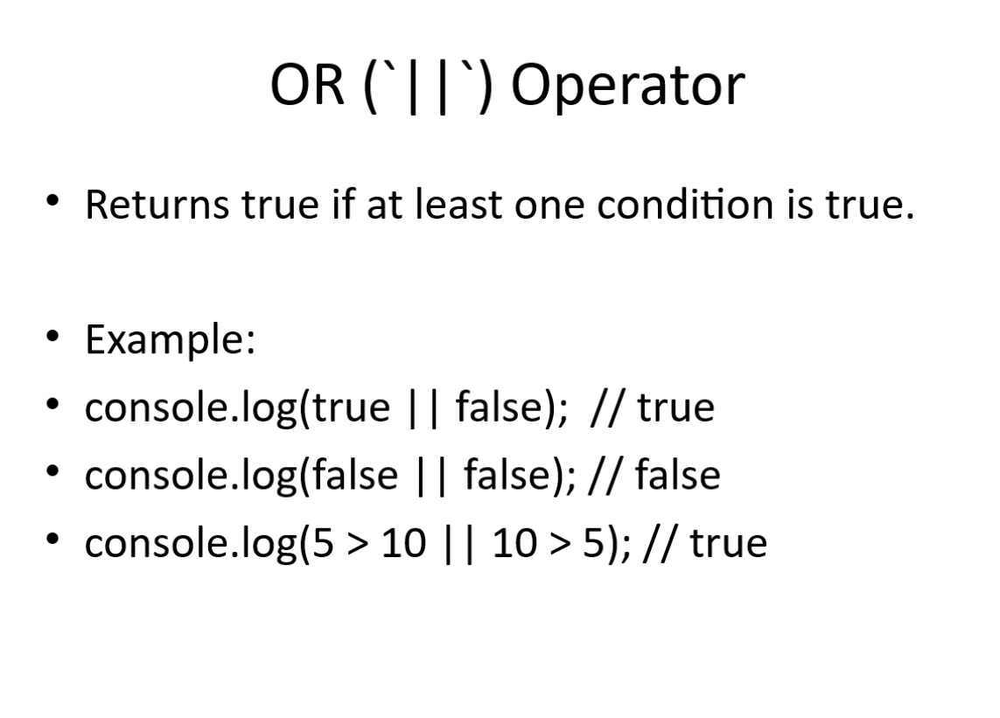 OR (`||`) Operator
• Returns true if at least one condition is true.
• Example:
• console.log(true || false);  // true
• console.log(false || false); // false
• console.log(5 > 10 || 10 > 5); // true